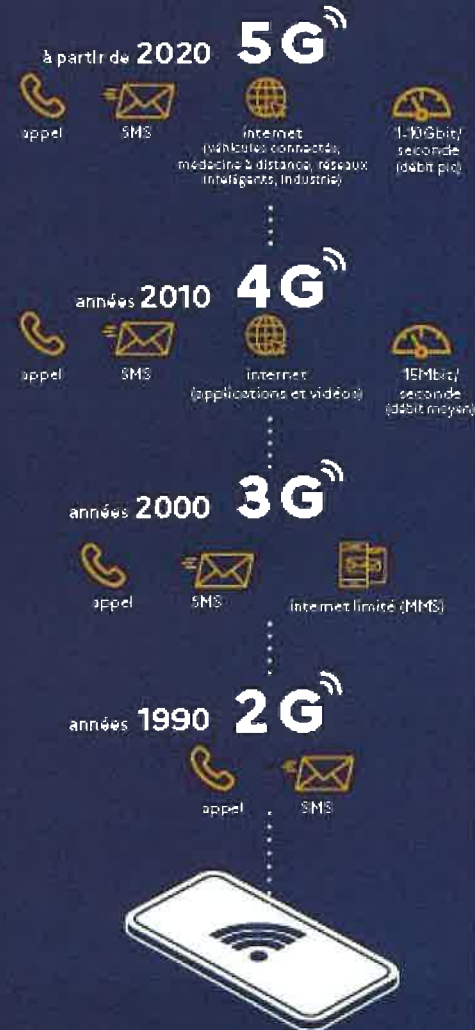 à partir de 2020 5G
appel
SMS
internet
(véhicules connectés,
médecine à distance, réseaux
intelligents, industrie)
1-10Gbit/
seconde
(débit pic)
années 2010 4G
appel
SMS
internet
(applications et vidéos)
15Mbit/
seconde
(débit moyen)
années 2000 3G
appel
SMS
internet limité (MMS)
années 1990 2G
appel
SMS